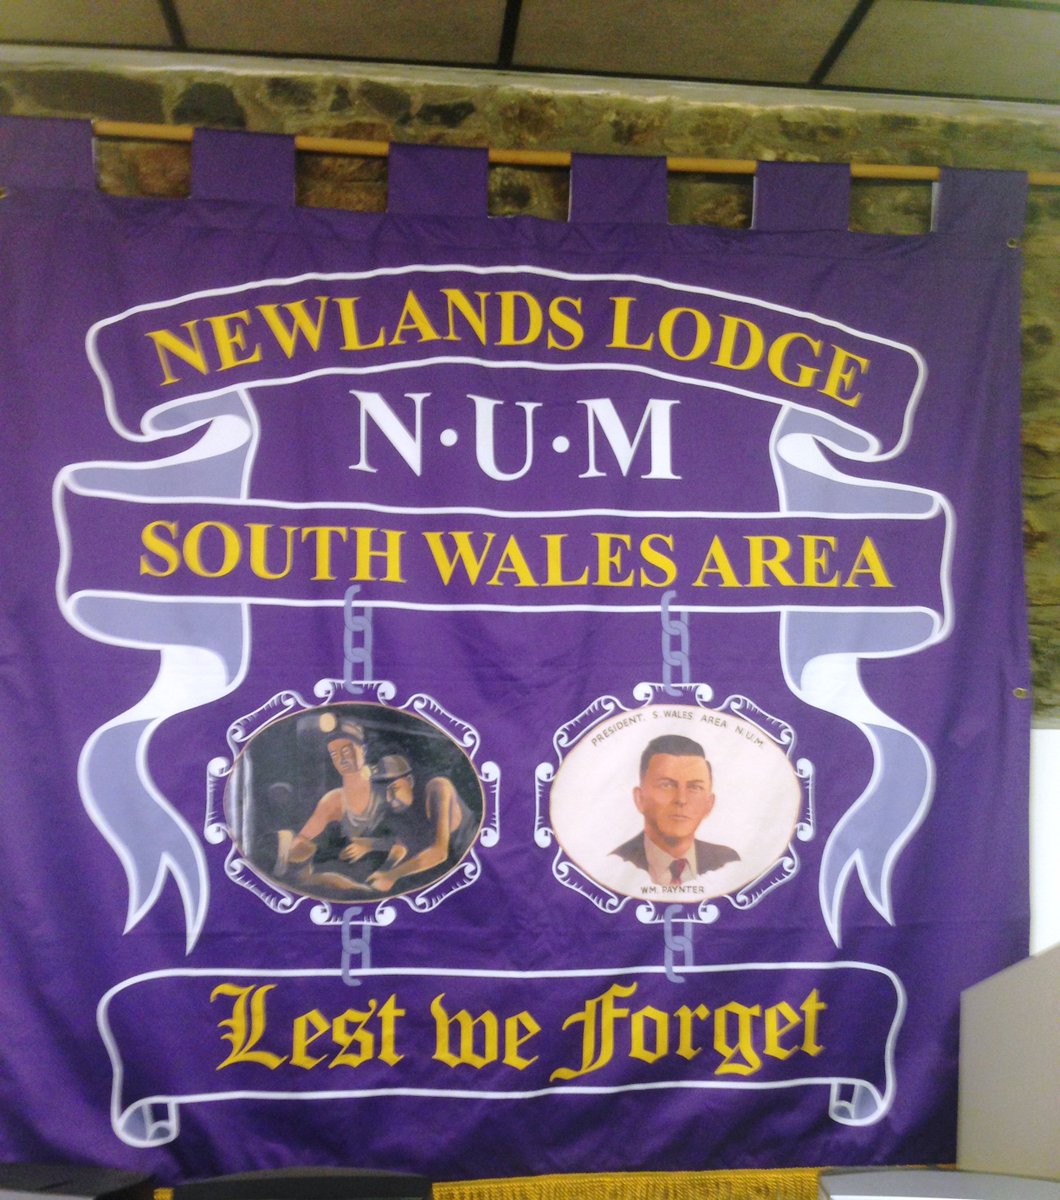 NEWLANDS LODGE
N·U·M
SOUTH WALES AREA
PRESIDENT. S. WALES AREA N.U.M.
WM. PAYNTER
Lest we Forget